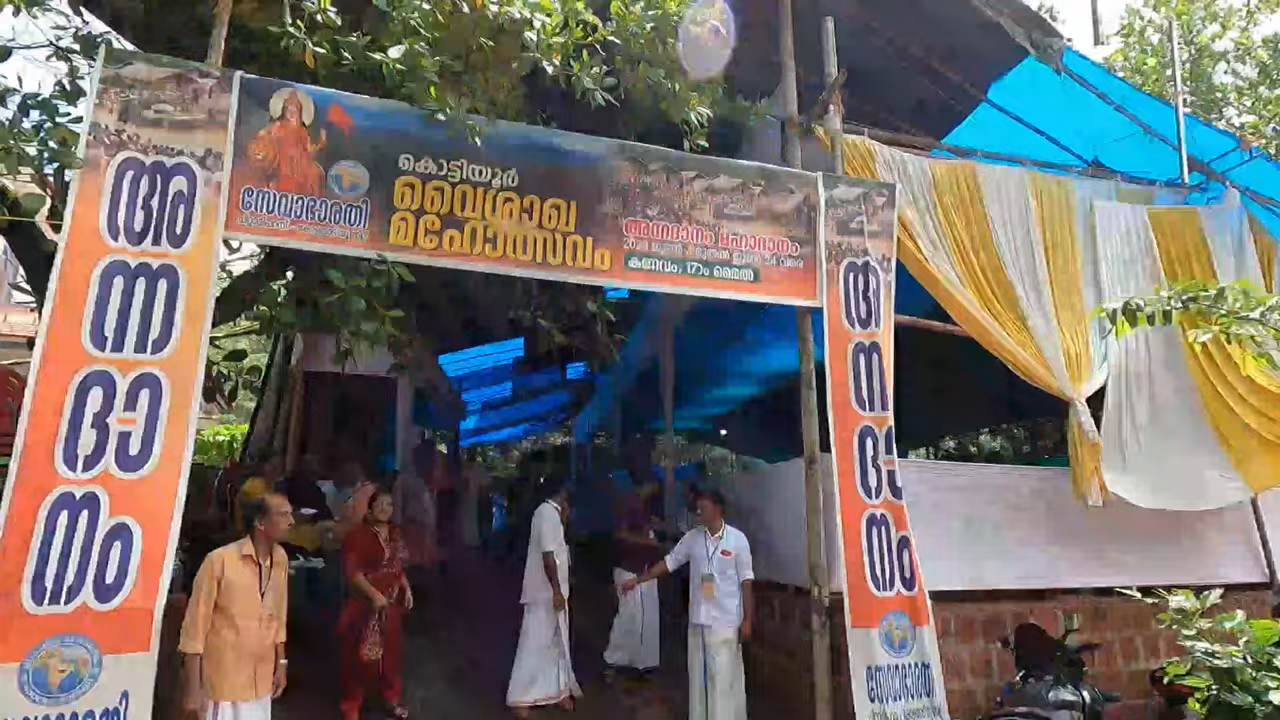 അ
ന്ന
ദാ
നം
സേവാഭാരതി
കൊട്ടിയൂർ
വൈശാഖ
മഹോത്സവം
അന്നദാനം മഹാദാനം
കണ്ണവം, 17ാം മൈൽ
അ
ന്ന
ദാ
നം
സേവാഭാരതി